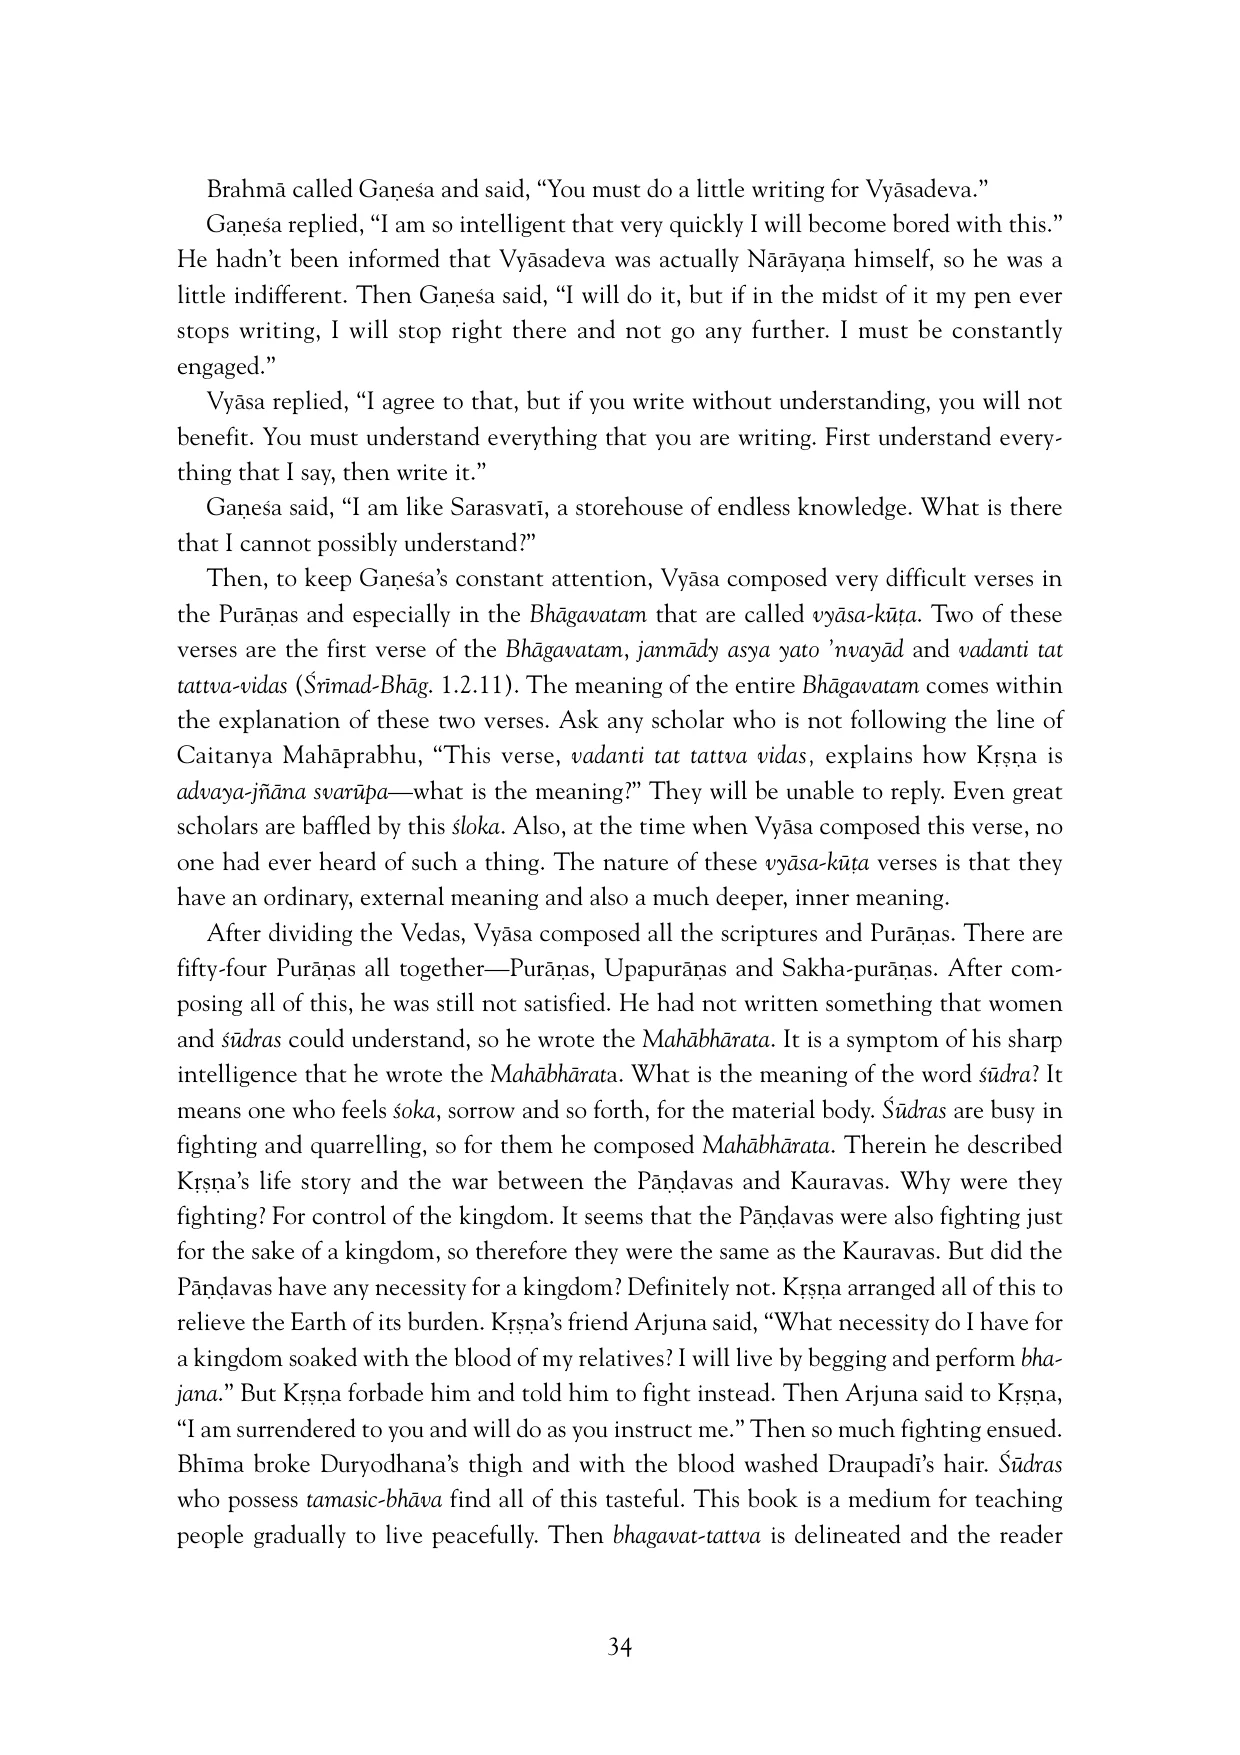 Brahmā called Gaṇeśa and said, “You must do a little writing for Vyāsadeva.”
Gaṇeśa replied, “I am so intelligent that very quickly I will become bored with this.”
He hadn’t been informed that Vyāsadeva was actually Nārāyaṇa himself, so he was a
little indifferent. Then Gaṇeśa said, “I will do it, but if in the midst of it my pen ever
stops writing, I will stop right there and not go any further. I must be constantly
engaged.”
Vyāsa replied, “I agree to that, but if you write without understanding, you will not
benefit. You must understand everything that you are writing. First understand every-
thing that I say, then write it.”
Gaṇeśa said, “I am like Sarasvatī, a storehouse of endless knowledge. What is there
that I cannot possibly understand?”
Then, to keep Gaṇeśa’s constant attention, Vyāsa composed very difficult verses in
the Purāṇas and especially in the Bhāgavatam that are called vyāsa-kūṭa. Two of these
verses are the first verse of the Bhāgavatam, janmādy asya yato ’nvayād and vadanti tat
tattva-vidas (Śrīmad-Bhāg. 1.2.11). The meaning of the entire Bhāgavatam comes within
the explanation of these two verses. Ask any scholar who is not following the line of
Caitanya Mahāprabhu, “This verse, vadanti tat tattva vidas, explains how Kṛṣṇa is
advaya-jñāna svarūpa—what is the meaning?” They will be unable to reply. Even great
scholars are baffled by this śloka. Also, at the time when Vyāsa composed this verse, no
one had ever heard of such a thing. The nature of these vyāsa-kūṭa verses is that they
have an ordinary, external meaning and also a much deeper, inner meaning.
After dividing the Vedas, Vyāsa composed all the scriptures and Purāṇas. There are
fifty-four Purāṇas all together—Purāṇas, Upapurāṇas and Sakha-purāṇas. After com-
posing all of this, he was still not satisfied. He had not written something that women
and śūdras could understand, so he wrote the Mahābhārata. It is a symptom of his sharp
intelligence that he wrote the Mahābhārata. What is the meaning of the word śūdra? It
means one who feels śoka, sorrow and so forth, for the material body. Śūdras are busy in
fighting and quarrelling, so for them he composed Mahābhārata. Therein he described
Kṛṣṇa’s life story and the war between the Pāṇḍavas and Kauravas. Why were they
fighting? For control of the kingdom. It seems that the Pāṇḍavas were also fighting just
for the sake of a kingdom, so therefore they were the same as the Kauravas. But did the
Pāṇḍavas have any necessity for a kingdom? Definitely not. Kṛṣṇa arranged all of this to
relieve the Earth of its burden. Kṛṣṇa’s friend Arjuna said, “What necessity do I have for
a kingdom soaked with the blood of my relatives? I will live by begging and perform bha-
jana.” But Kṛṣṇa forbade him and told him to fight instead. Then Arjuna said to Kṛṣṇa,
“I am surrendered to you and will do as you instruct me.” Then so much fighting ensued.
Bhīma broke Duryodhana’s thigh and with the blood washed Draupadī’s hair. Śūdras
who possess tamasic-bhāva find all of this tasteful. This book is a medium for teaching
people gradually to live peacefully. Then bhagavat-tattva is delineated and the reader
34